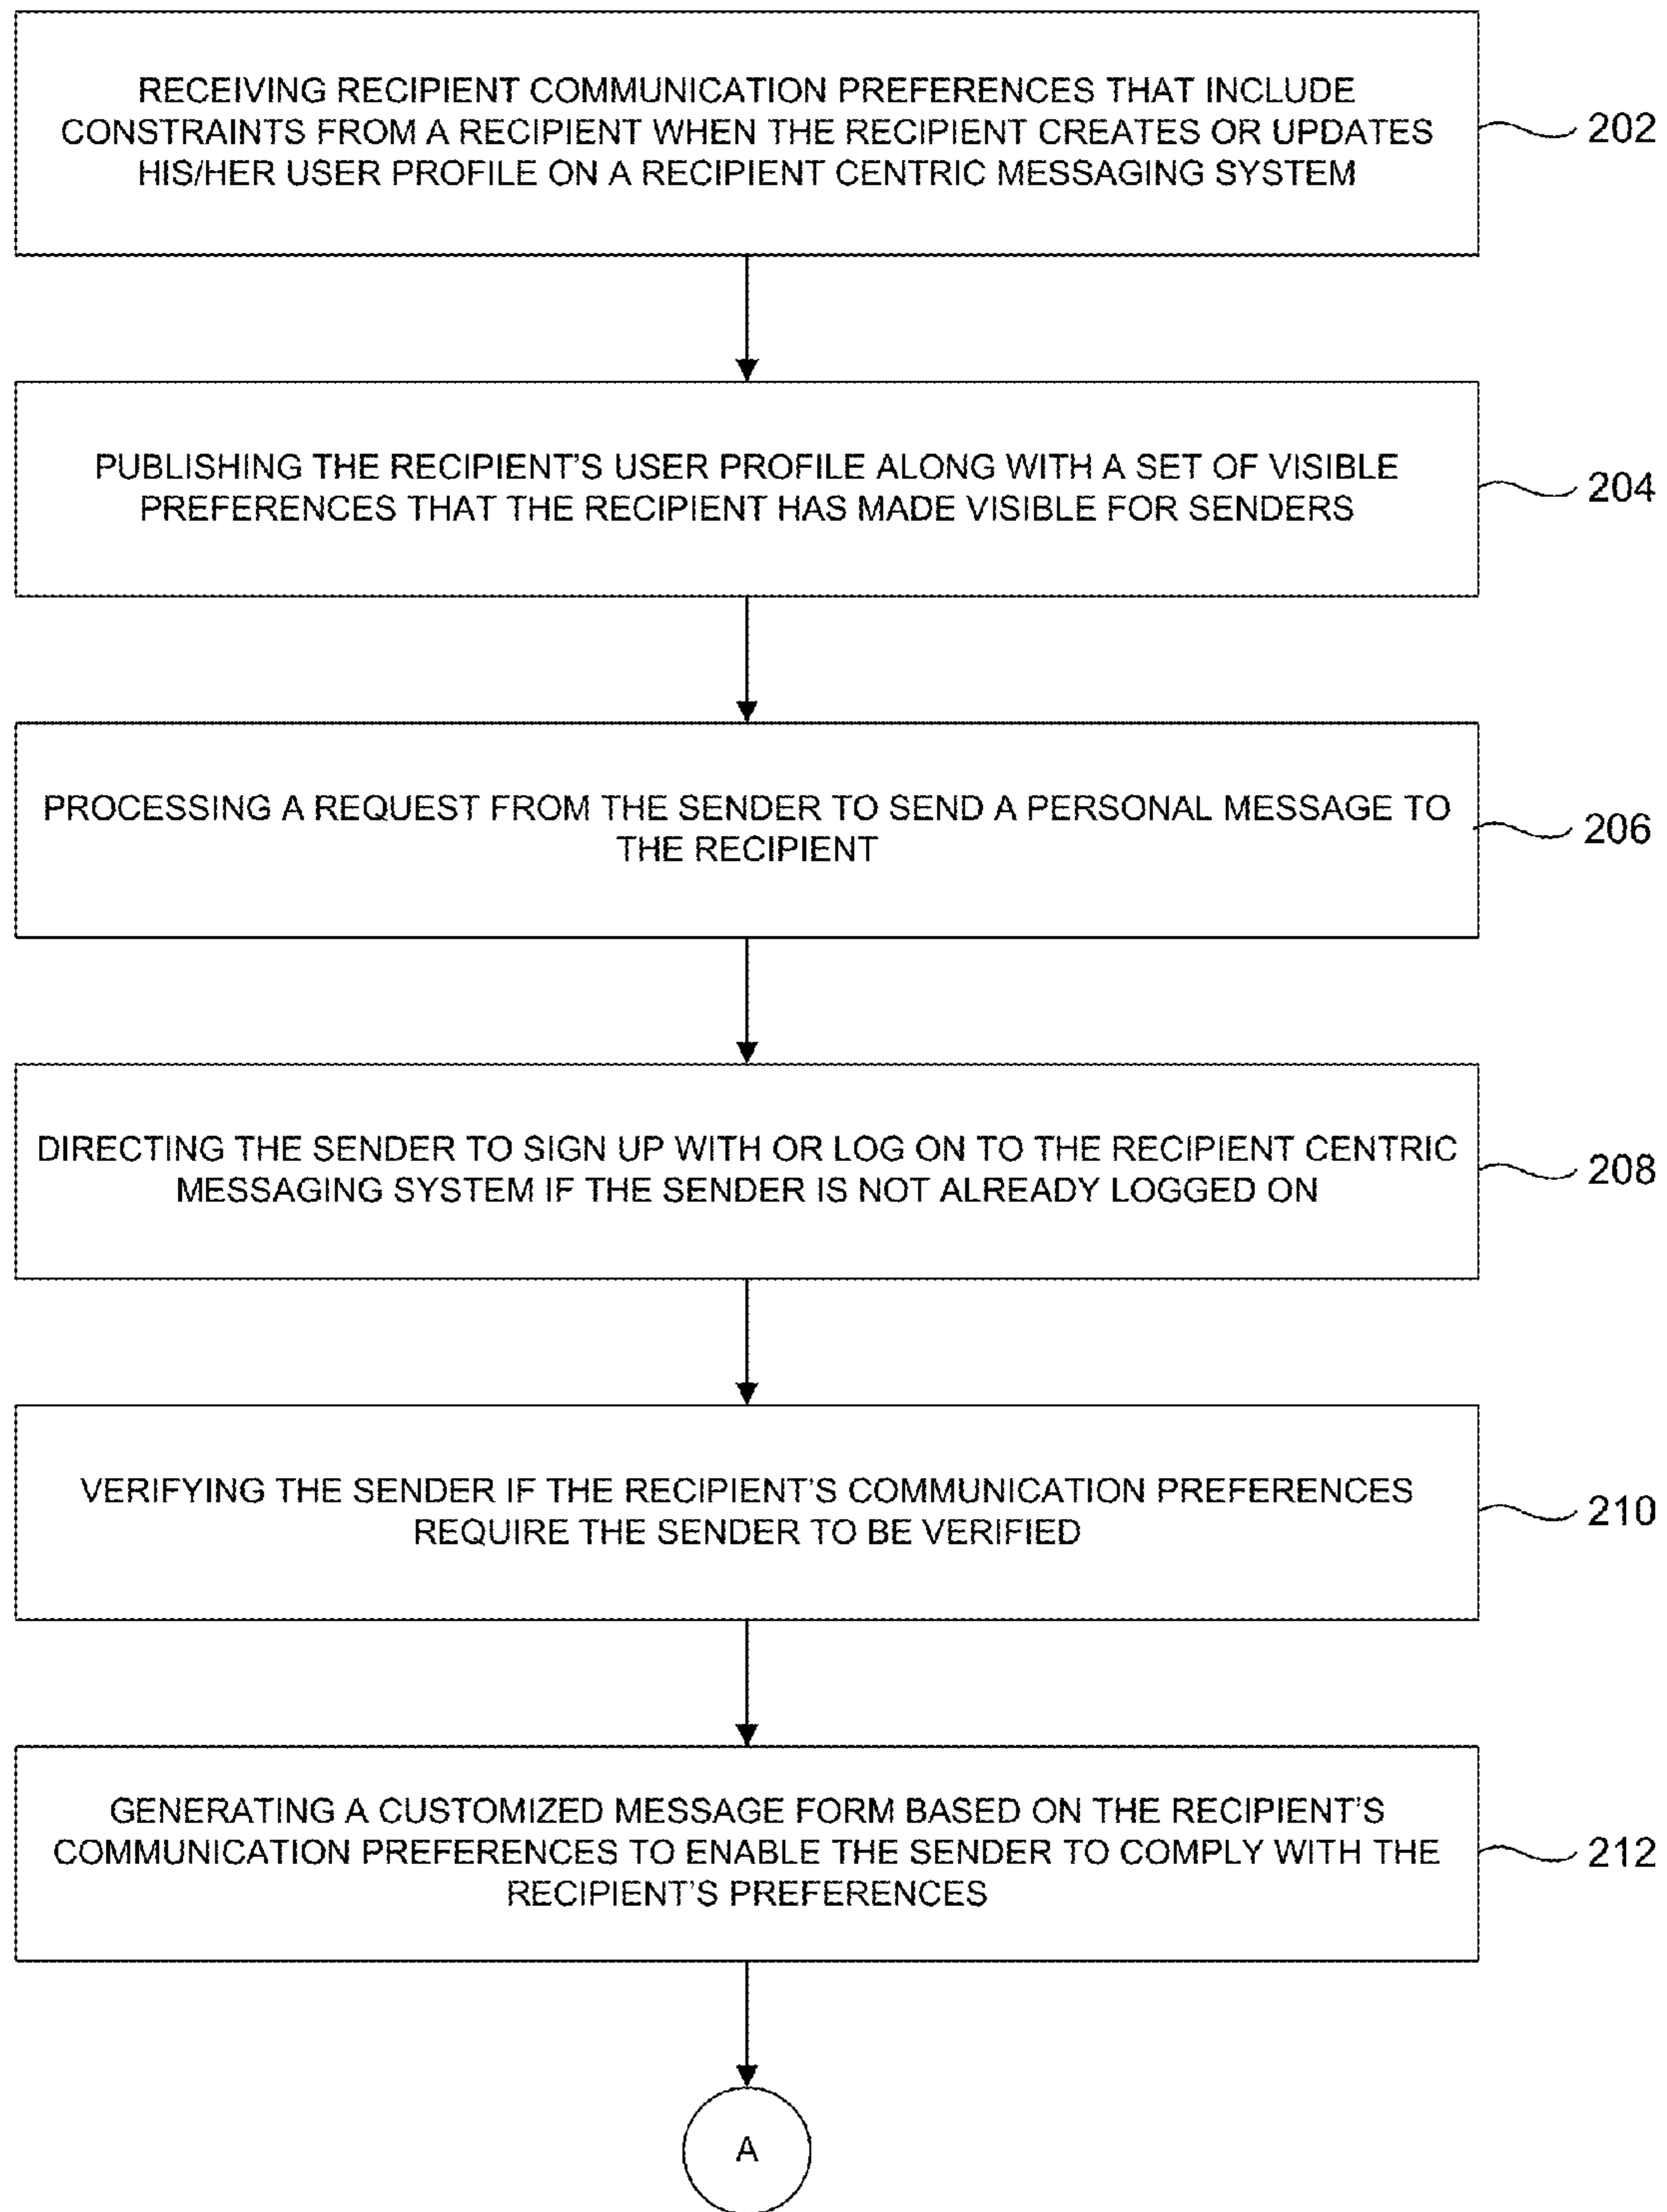 RECEIVING RECIPIENT COMMUNICATION PREFERENCES THAT INCLUDE
CONSTRAINTS FROM A RECIPIENT WHEN THE RECIPIENT CREATES OR UPDATES
HIS/HER USER PROFILE ON A RECIPIENT CENTRIC MESSAGING SYSTEM
202
PUBLISHING THE RECIPIENT'S USER PROFILE ALONG WITH A SET OF VISIBLE
PREFERENCES THAT THE RECIPIENT HAS MADE VISIBLE FOR SENDERS
204
PROCESSING A REQUEST FROM THE SENDER TO SEND A PERSONAL MESSAGE TO
THE RECIPIENT
206
DIRECTING THE SENDER TO SIGN UP WITH OR LOG ON TO THE RECIPIENT CENTRIC
MESSAGING SYSTEM IF THE SENDER IS NOT ALREADY LOGGED ON
208
VERIFYING THE SENDER IF THE RECIPIENT'S COMMUNICATION PREFERENCES
REQUIRE THE SENDER TO BE VERIFIED
210
GENERATING A CUSTOMIZED MESSAGE FORM BASED ON THE RECIPIENT'S
COMMUNICATION PREFERENCES TO ENABLE THE SENDER TO COMPLY WITH THE
RECIPIENT'S PREFERENCES
212
A